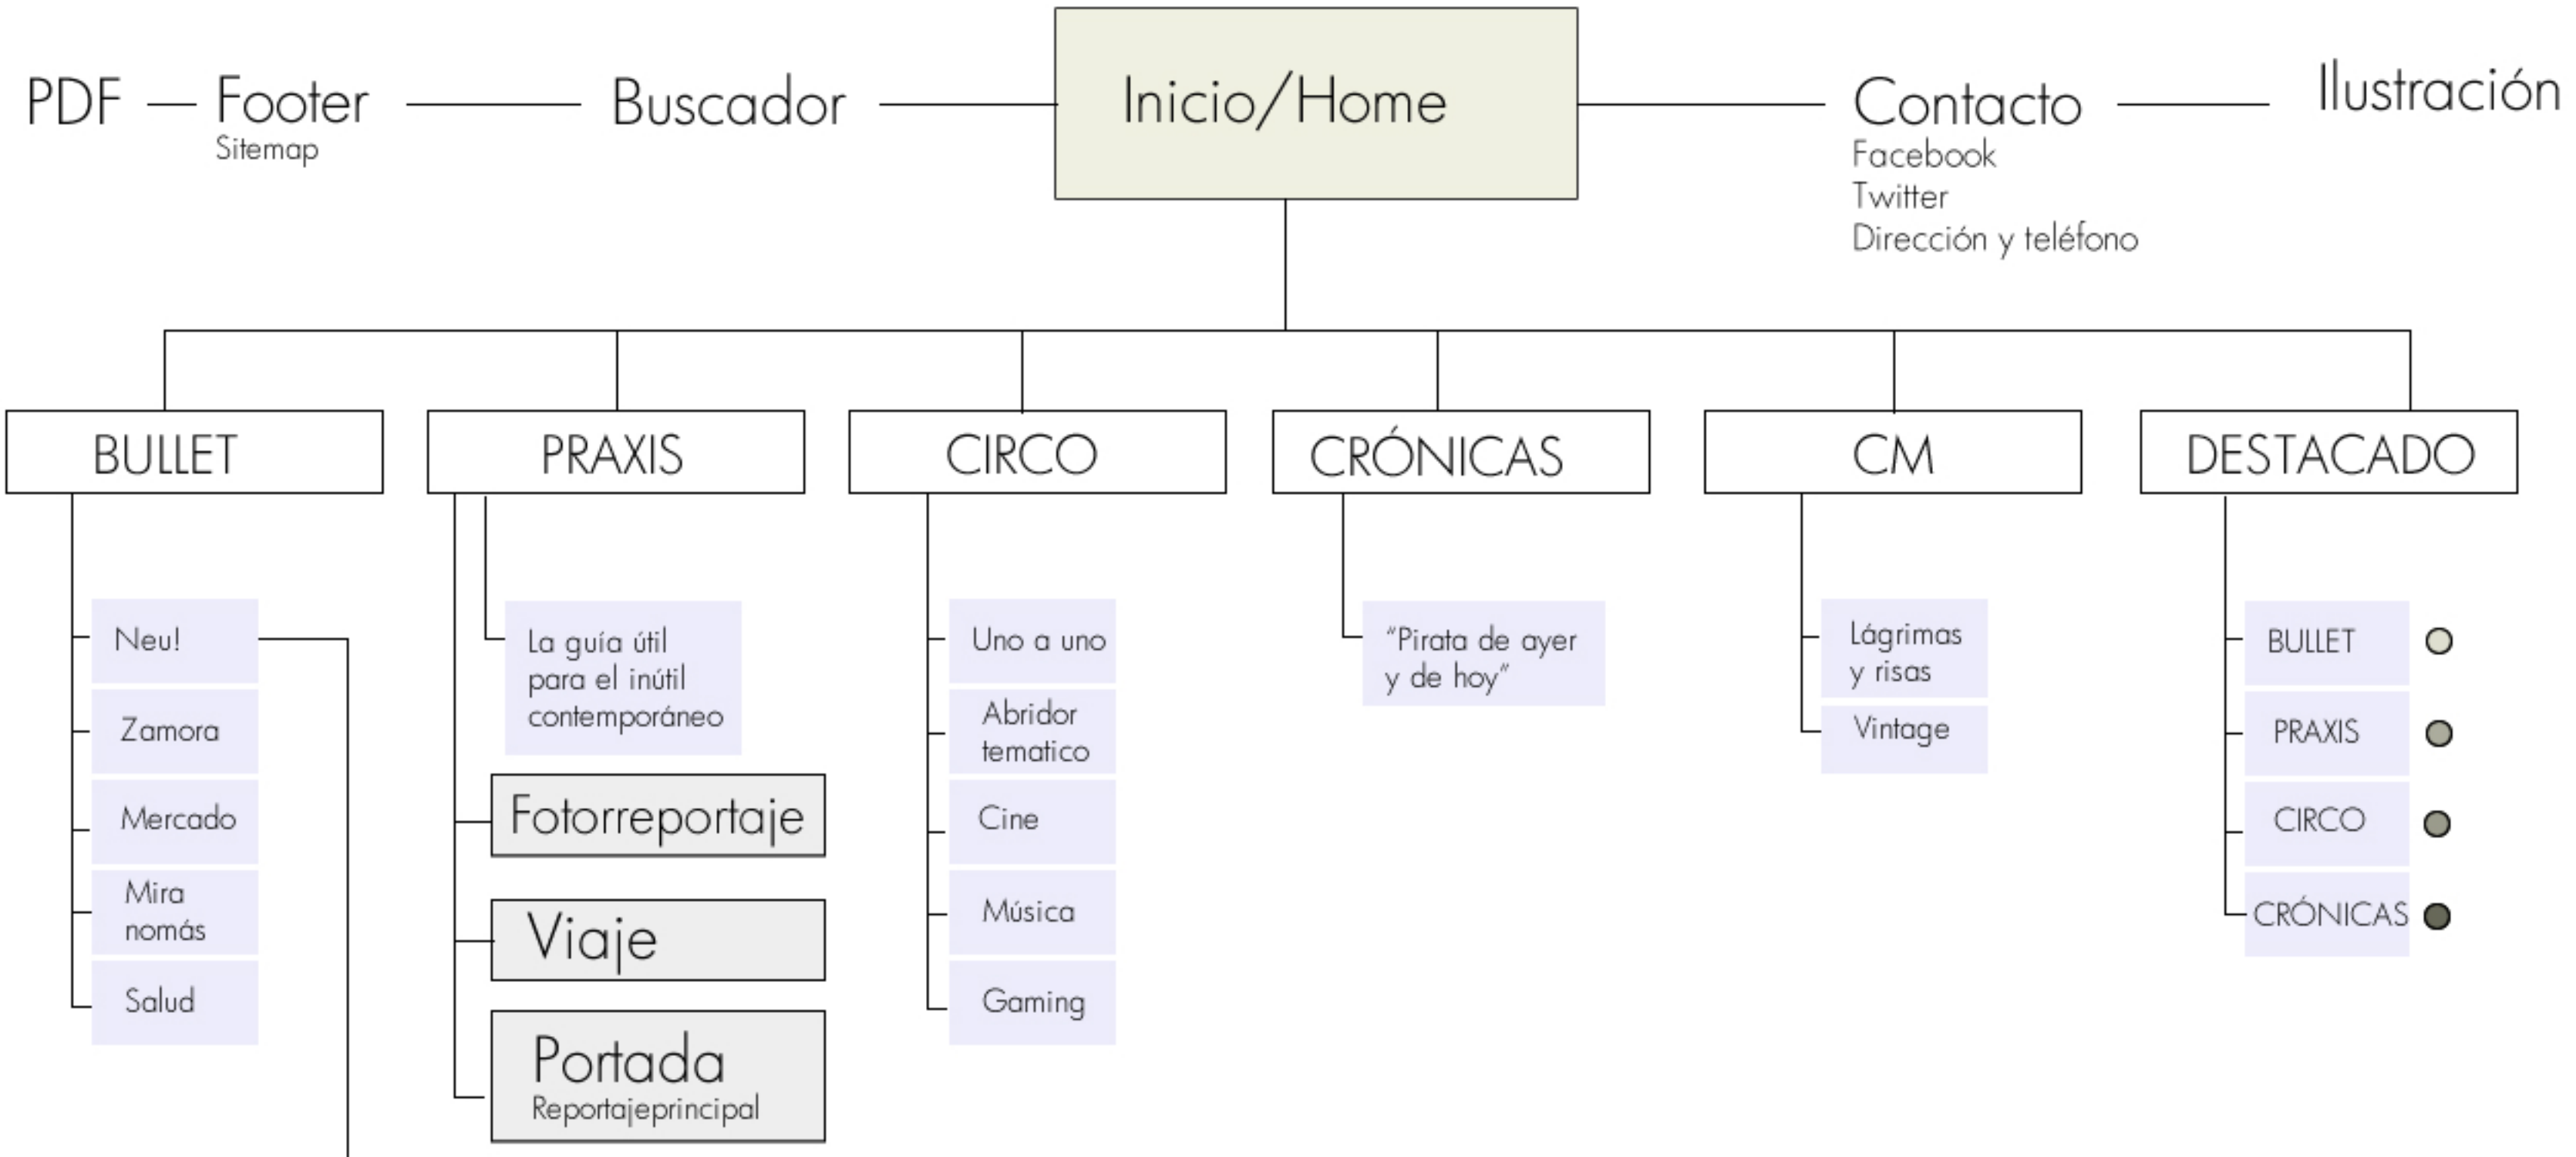 PDF
Footer
Sitemap
Buscador
Inicio/Home
Contacto
Facebook
Twitter
Dirección y teléfono
Ilustración
BULLET
PRAXIS
CIRCO
CRÓNICAS
CM
DESTACADO
Neu!
Zamora
Mercado
Mira
nomás
Salud
La guía útil
para el inútil
contemporáneo
Fotorreportaje
Viaje
Portada
Reportajeprincipal
Uno a uno
Abridor
tematico
Cine
Música
Gaming
“Pirata de ayer
y de hoy”
Lágrimas
y risas
Vintage
BULLET
PRAXIS
CIRCO
CRÓNICAS